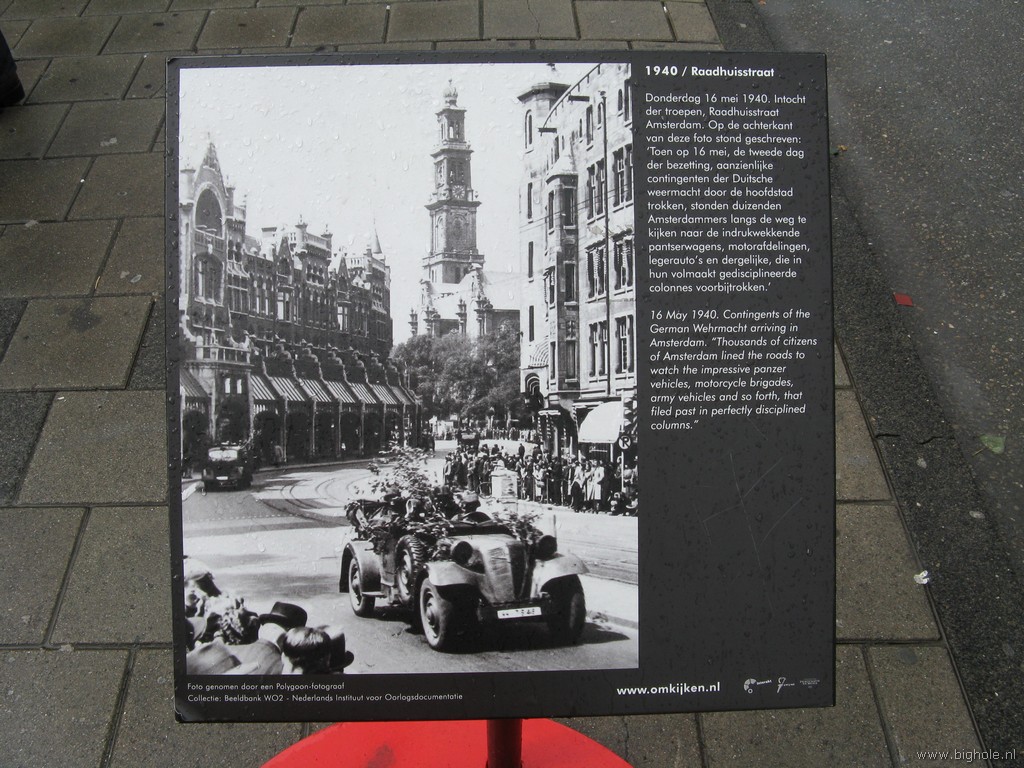 1940 / Raadhuisstraat
Donderdag 16 mei 1940. Intocht
der troepen, Raadhuisstraat
Amsterdam. Op de achterkant
van deze foto stond geschreven:
'Toen op 16 mei, de tweede dag
der bezetting, aanzienlijke
contingenten der Duitsche
weermacht door de hoofdstad
trokken, stonden duizenden
Amsterdammers langs de weg te
kijken naar de indrukwekkende
pantserwagens, motorafdelingen,
legerauto's en dergelijke, die in
hun volmaakt gedisciplineerde
colonnes voorbijtrokken.'
16 May 1940. Contingents of the
German Wehrmacht arriving in
Amsterdam. "Thousands of citizens
of Amsterdam lined the roads to
watch the impressive panzer
vehicles, motorcycle brigades,
army vehicles and so forth, that
filed past in perfectly disciplined
columns."
Foto genomen door een Polygoon-fotograaf
Collectie: Beeldbank WO2 - Nederlands Instituut voor Oorlogsdocumentatie
www.omkijken.nl
www.bighole.nl